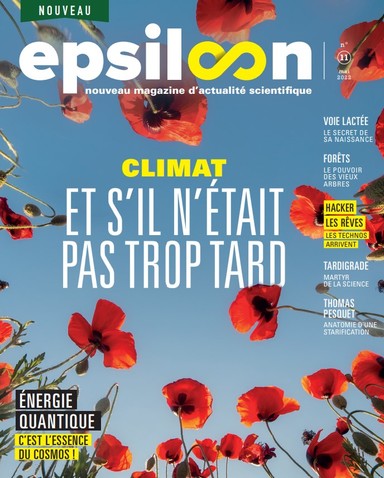 NOUVEAU
epsiloon
nouveau magazine d'actualité scientifique
n°
11
mai
2022
VOIE LACTÉE
LE SECRET DE
SA NAISSANCE
FORÊTS
LE POUVOIR
DES VIEUX
ARBRES
HACKER
LES RÊVES
LES TECHNOS
ARRIVENT
TARDIGRADE
MARTYR
DE LA SCIENCE
THOMAS
PESQUET
ANATOMIE D'UNE
STARIFICATION
CLIMAT
ET S'IL N'ÉTAIT
PAS TROP TARD
ÉNERGIE
QUANTIQUE
C'EST L'ESSENCE
DU COSMOS !